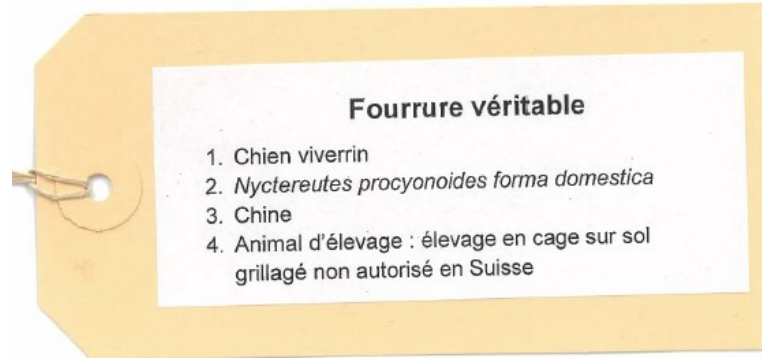 Fourrure véritable
1. Chien viverrin
2. Nyctereutes procyonoides forma domestica
3. Chine
4. Animal d'élevage : élevage en cage sur sol
grillagé non autorisé en Suisse